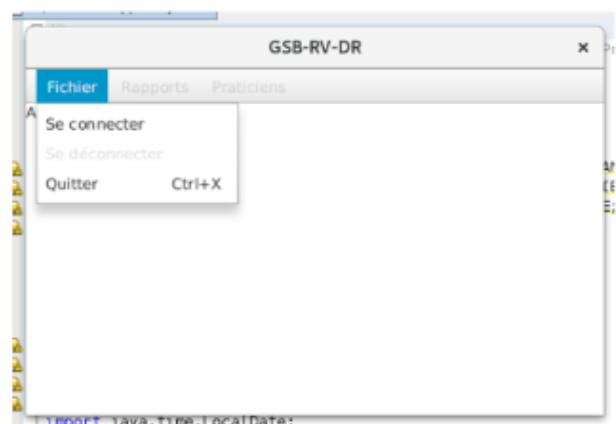 GSB-RV-DR
Fichier Rapports Praticiens
A
Se connecter
Se déconnecter
Quitter Ctrl+X
import java.time.LocalDate;